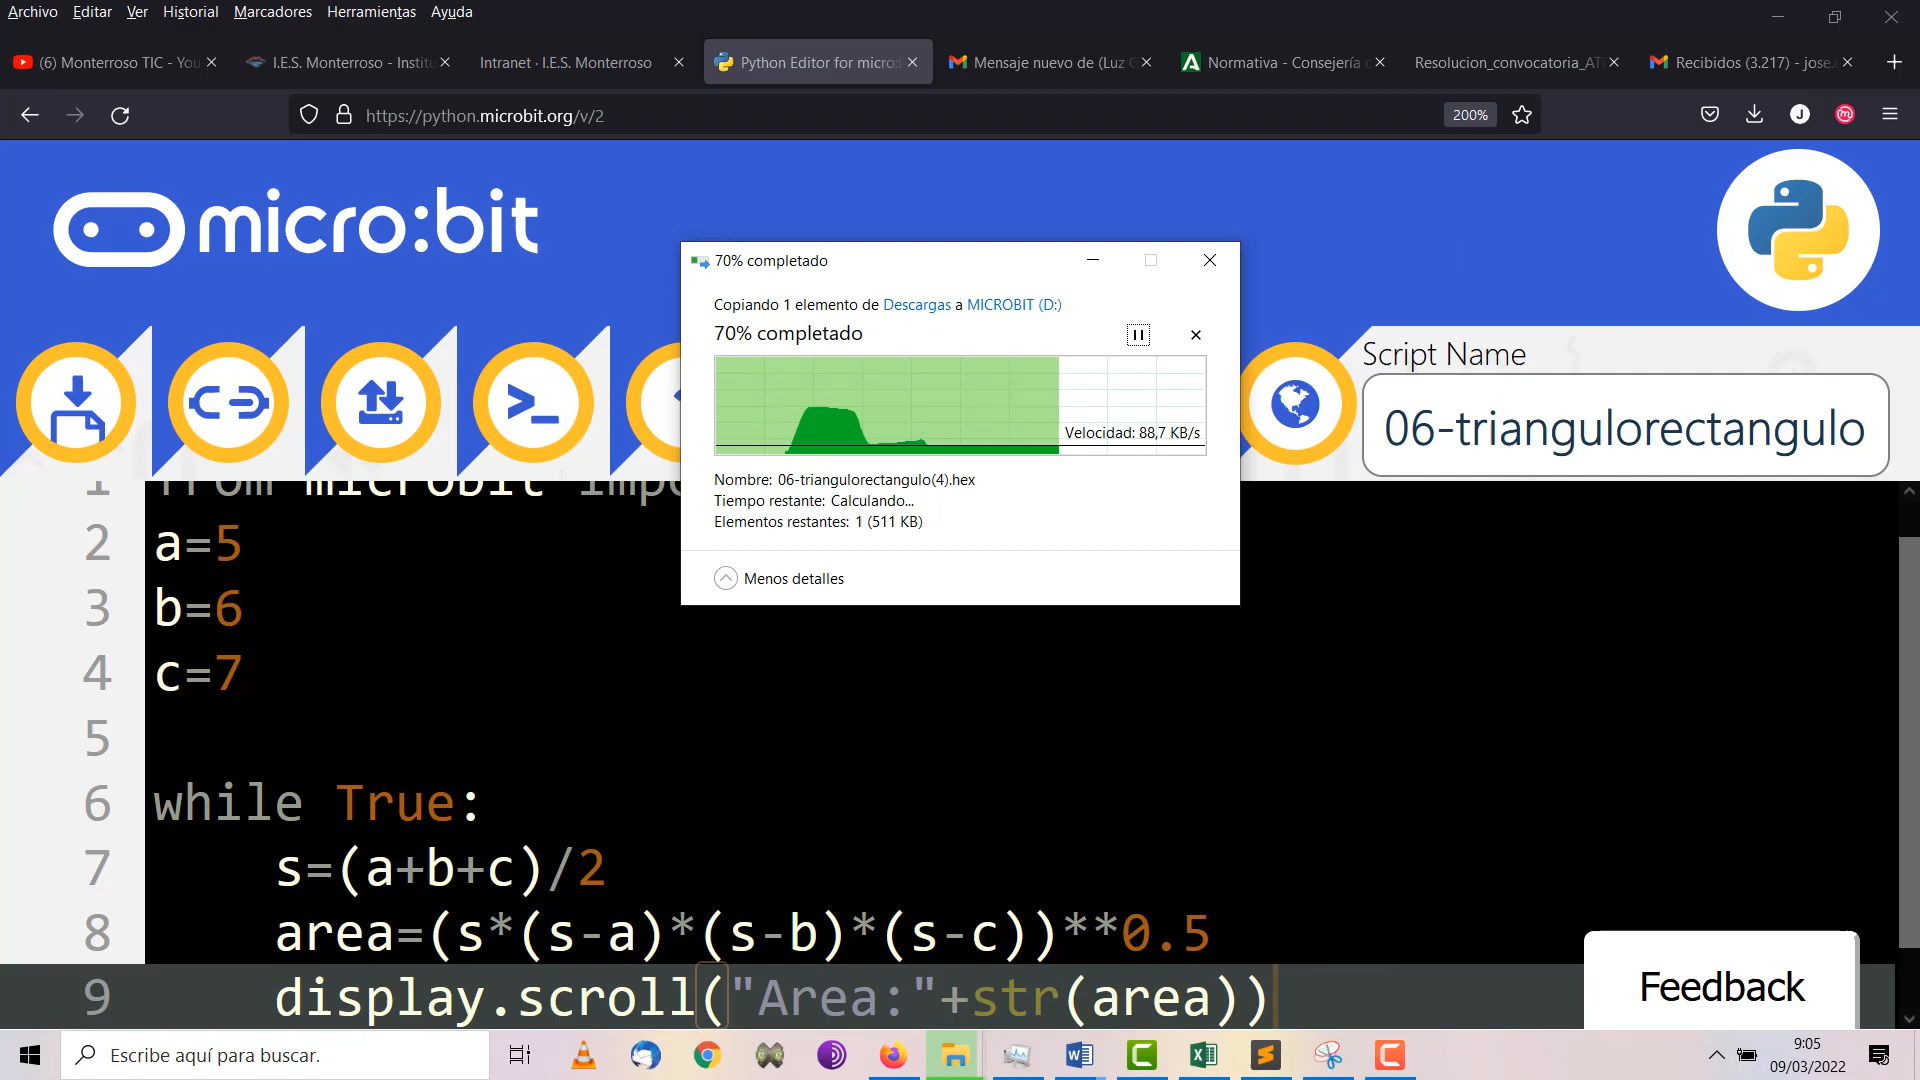 Archivo Editar Ver Historial Marcadores Herramientas Ayuda
(6) Monterroso TIC - You
I.E.S. Monterroso - Institu
Intranet · I.E.S. Monterroso
Python Editor for micro:b
Mensaje nuevo de (Luz G
Normativa - Consejería d
Resolucion_convocatoria_ATI
Recibidos (3.217) - jose.
https://python.microbit.org/v/2
200%
J
micro:bit
Script Name
06-triangulorectangulo
70% completado
Copiando 1 elemento de Descargas a MICROBIT (D:)
70% completado
Velocidad: 88,7 KB/s
Nombre: 06-triangulorectangulo(4).hex
Tiempo restante: Calculando...
Elementos restantes: 1 (511 KB)
Menos detalles
1 from microbit impo
2 a=5
3 b=6
4 c=7
5
6 while True:
7 s=(a+b+c)/2
8 area=(s*(s-a)*(s-b)*(s-c))**0.5
9 display.scroll("Area:"+str(area))
Feedback
Escribe aquí para buscar.
9:05
09/03/2022